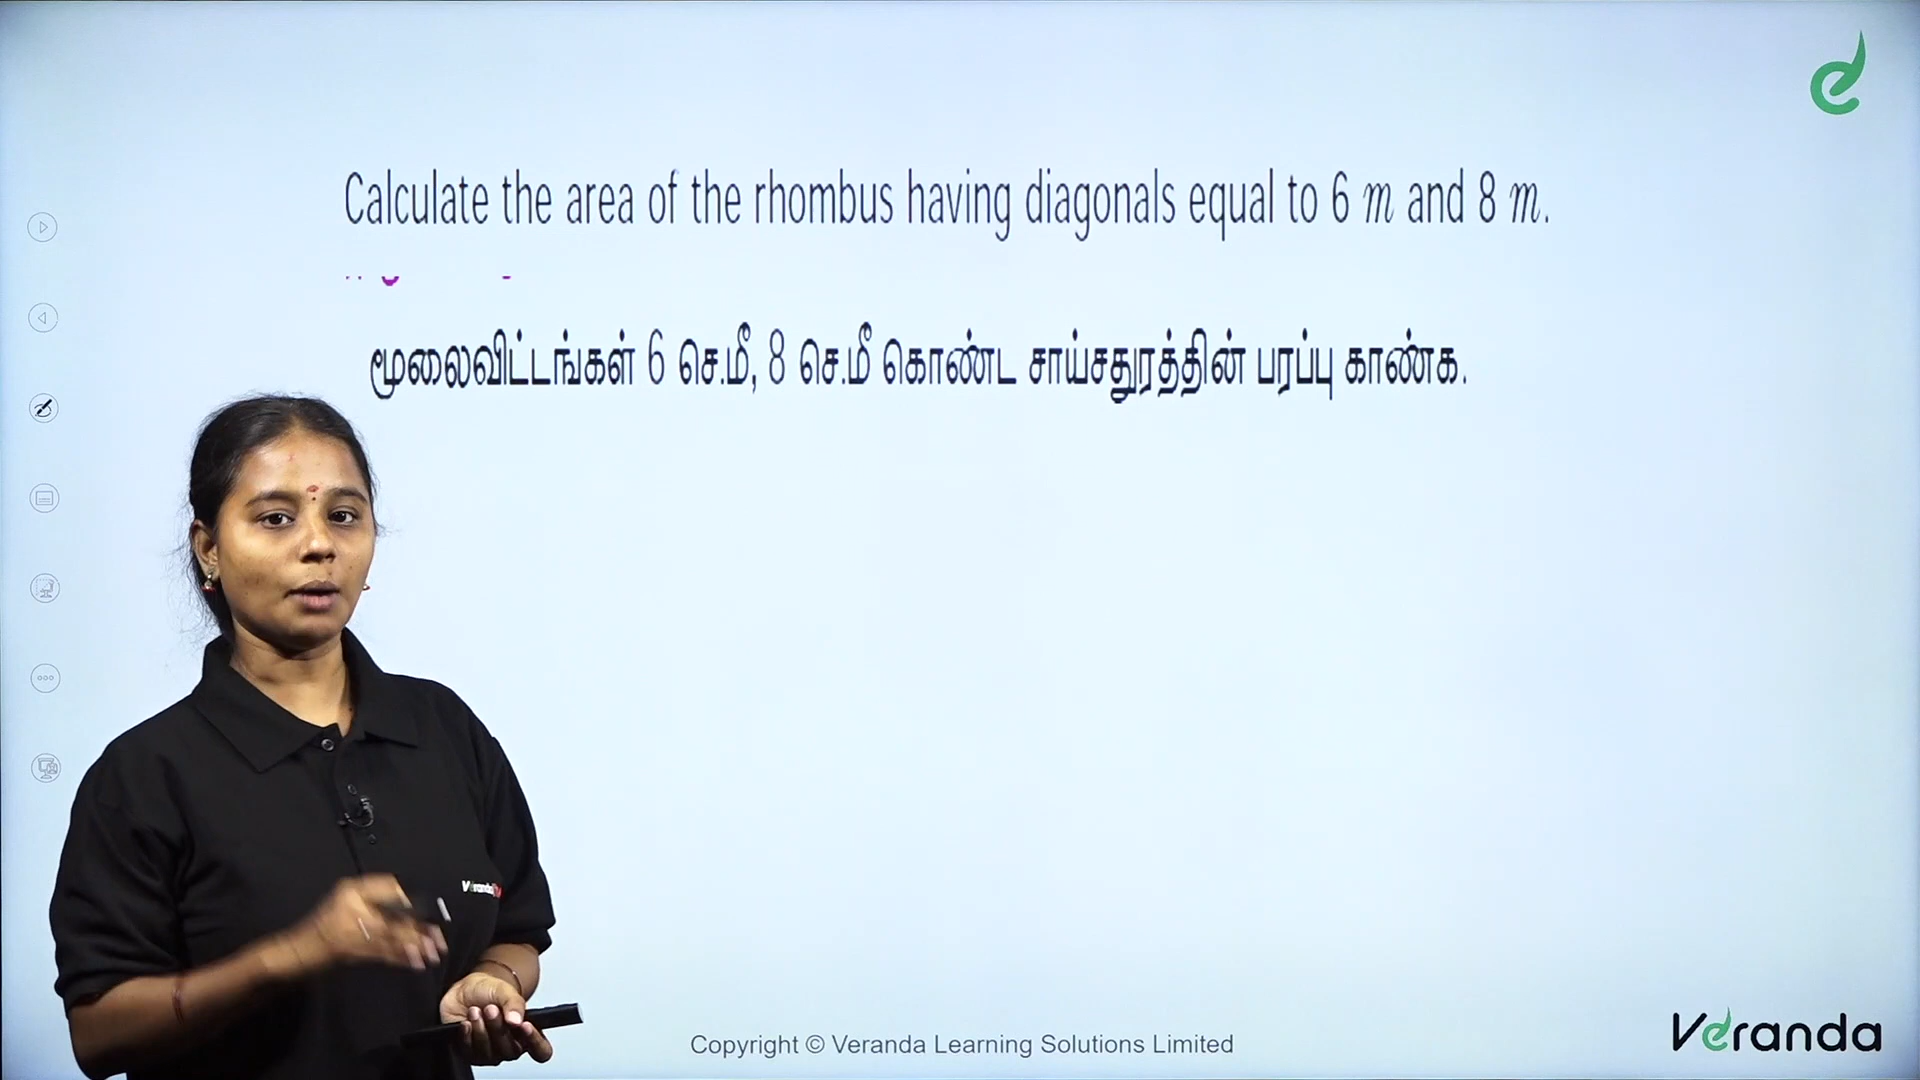 Calculate the area of the rhombus having diagonals equal to 6 m and 8 m.
மூலைவிட்டங்கள் 6 செ.மீ, 8 செ.மீ கொண்ட சாய்சதுரத்தின் பரப்பு காண்க.
Veranda
Copyright © Veranda Learning Solutions Limited
Veranda